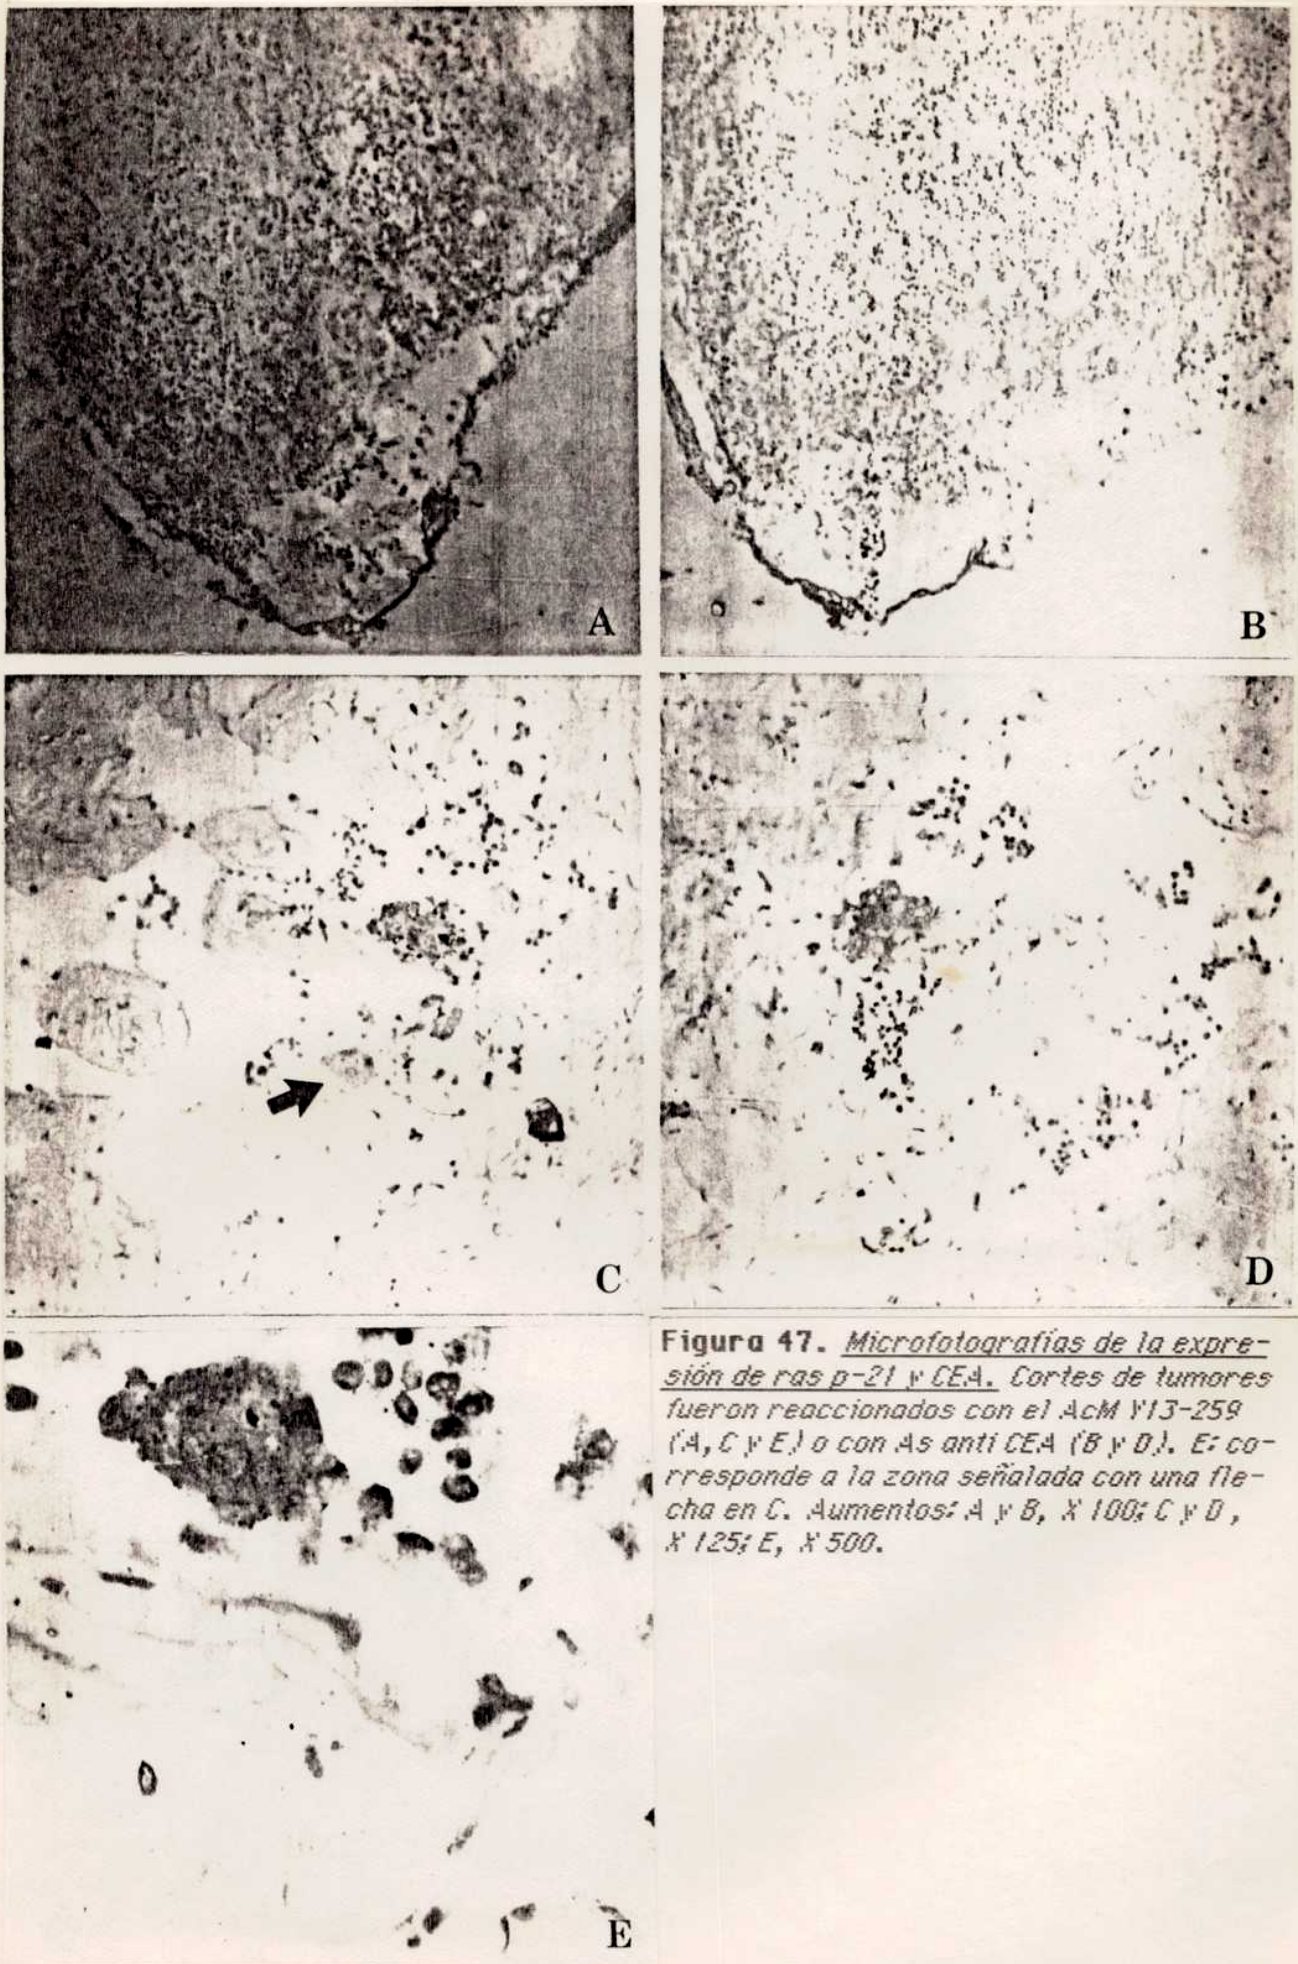 A
B
C
D
E
Figura 47. Microfotografías de la expre-
sión de ras p-21 y CEA. Cortes de tumores
fueron reaccionados con el AcM Y13-259
(A, C y E) o con As anti CEA (B y D). E: co-
rresponde a la zona señalada con una fle-
cha en C. Aumentos: A y B, X 100; C y D,
X 125; E, X 500.